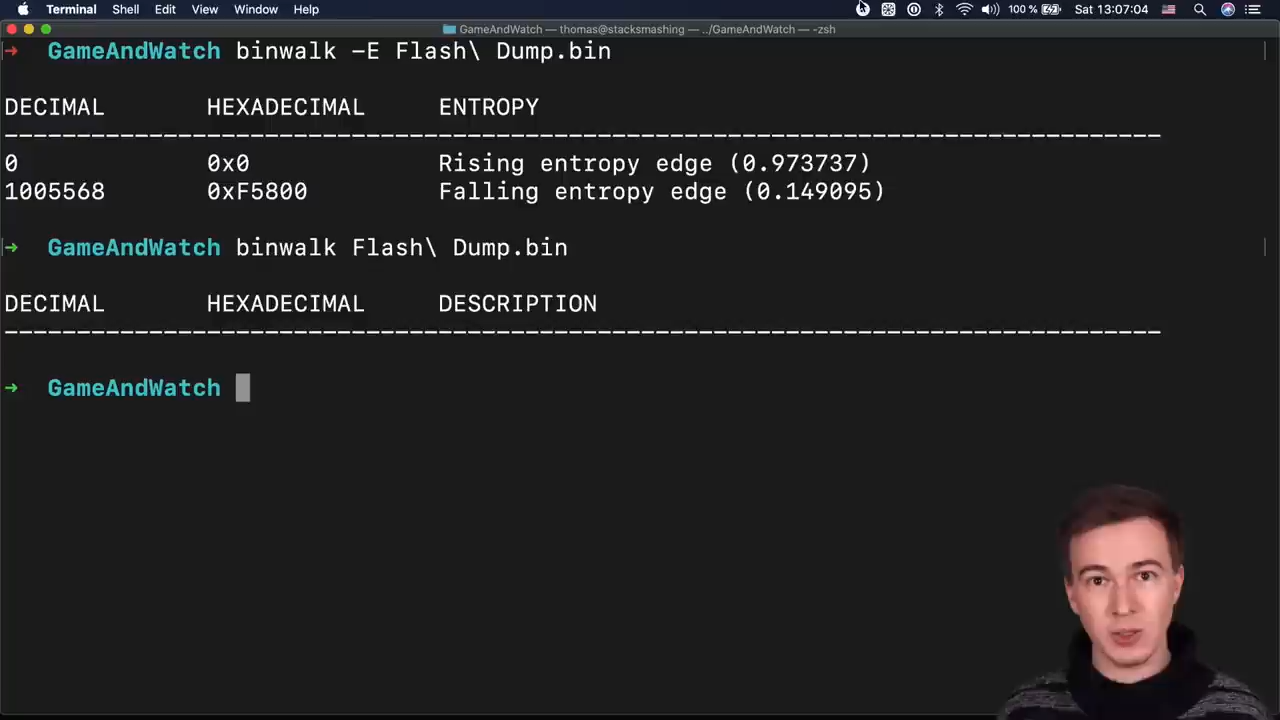 Terminal Shell Edit View Window Help 100 % Sat 13:07:04
GameAndWatch — thomas@stacksmashing — ../GameAndWatch — -zsh
→ GameAndWatch binwalk -E Flash\ Dump.bin
DECIMAL HEXADECIMAL ENTROPY
--------------------------------------------------------------------------------
0 0x0 Rising entropy edge (0.973737)
1005568 0xF5800 Falling entropy edge (0.149095)
→ GameAndWatch binwalk Flash\ Dump.bin
DECIMAL HEXADECIMAL DESCRIPTION
--------------------------------------------------------------------------------
→ GameAndWatch